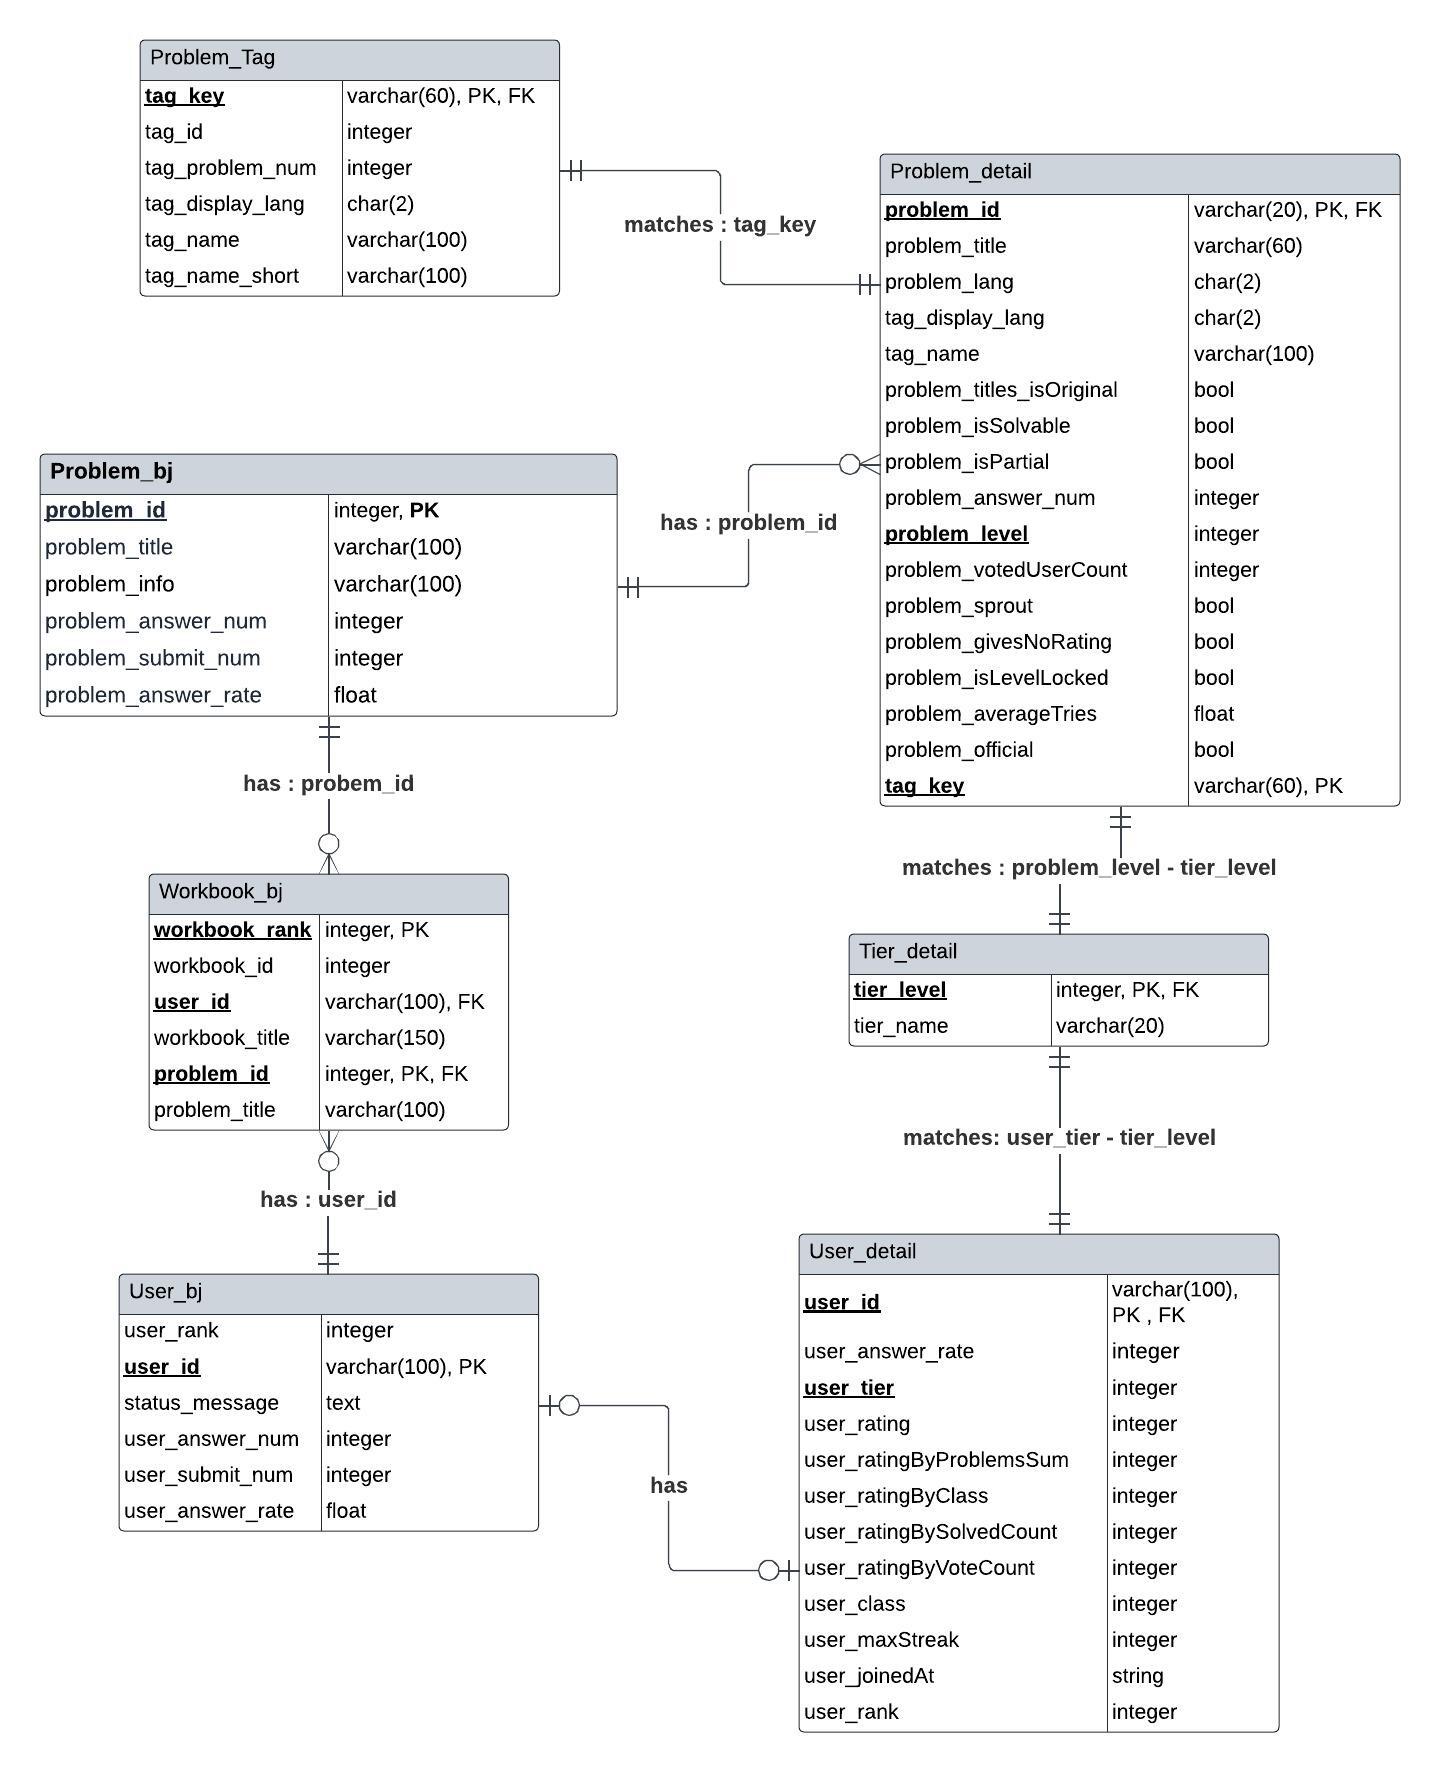 Problem_Tag
tag_key varchar(60), PK, FK
tag_id integer
tag_problem_num integer
tag_display_lang char(2)
tag_name varchar(100)
tag_name_short varchar(100)
matches : tag_key
Problem_detail
problem_id varchar(20), PK, FK
problem_title varchar(60)
problem_lang char(2)
tag_display_lang char(2)
tag_name varchar(100)
problem_titles_isOriginal bool
problem_isSolvable bool
problem_isPartial bool
problem_answer_num integer
problem_level integer
problem_votedUserCount integer
problem_sprout bool
problem_givesNoRating bool
problem_isLevelLocked bool
problem_averageTries float
problem_official bool
tag_key varchar(60), PK
Problem_bj
problem_id integer, PK
problem_title varchar(100)
problem_info varchar(100)
problem_answer_num integer
problem_submit_num integer
problem_answer_rate float
has : problem_id
has : probem_id
matches : problem_level - tier_level
Workbook_bj
workbook_rank integer, PK
workbook_id integer
user_id varchar(100), FK
workbook_title varchar(150)
problem_id integer, PK, FK
problem_title varchar(100)
Tier_detail
tier_level integer, PK, FK
tier_name varchar(20)
matches: user_tier - tier_level
has : user_id
User_bj
user_rank integer
user_id varchar(100), PK
status_message text
user_answer_num integer
user_submit_num integer
user_answer_rate float
has
User_detail
user_id varchar(100),
PK , FK
user_answer_rate integer
user_tier integer
user_rating integer
user_ratingByProblemsSum integer
user_ratingByClass integer
user_ratingBySolvedCount integer
user_ratingByVoteCount integer
user_class integer
user_maxStreak integer
user_joinedAt string
user_rank integer